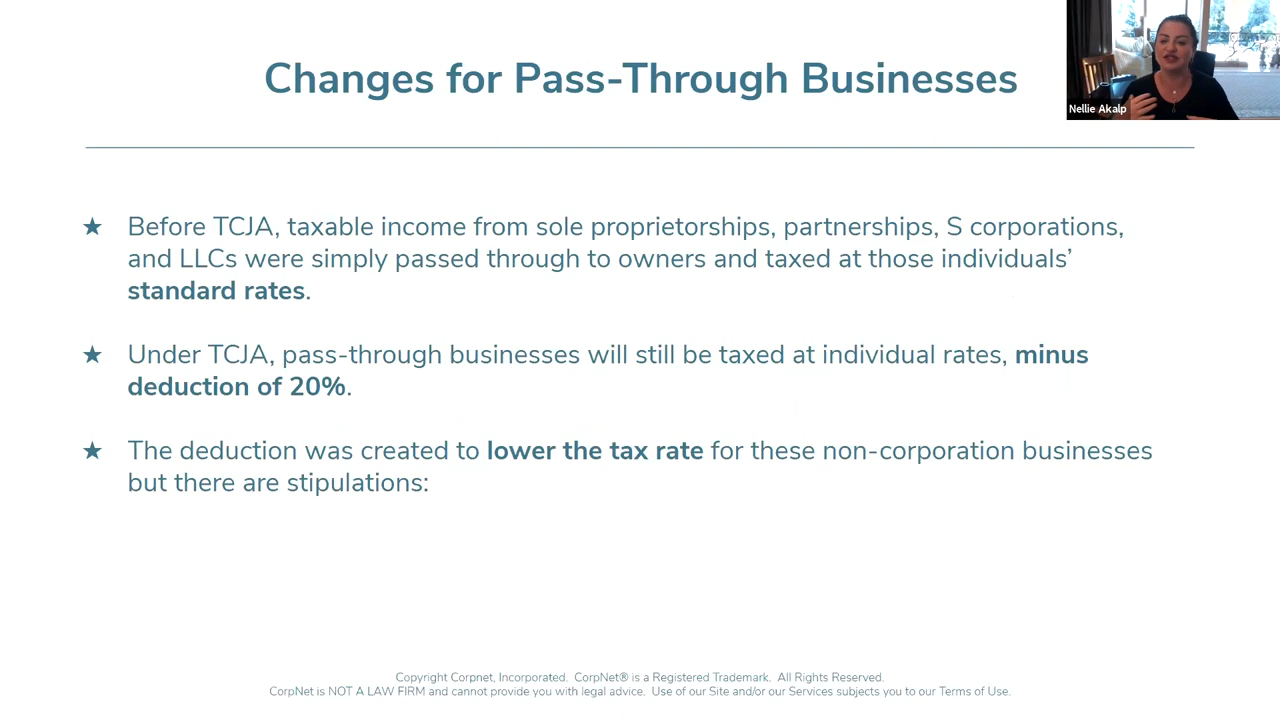 Changes for Pass-Through Businesses
Nellie Akalp
★ Before TCJA, taxable income from sole proprietorships, partnerships, S corporations,
and LLCs were simply passed through to owners and taxed at those individuals’
standard rates.
★ Under TCJA, pass-through businesses will still be taxed at individual rates, minus
deduction of 20%.
★ The deduction was created to lower the tax rate for these non-corporation businesses
but there are stipulations:
Copyright Corpnet, Incorporated. CorpNet® is a Registered Trademark. All Rights Reserved.
CorpNet is NOT A LAW FIRM and cannot provide you with legal advice. Use of our Site and/or our Services subjects you to our Terms of Use.